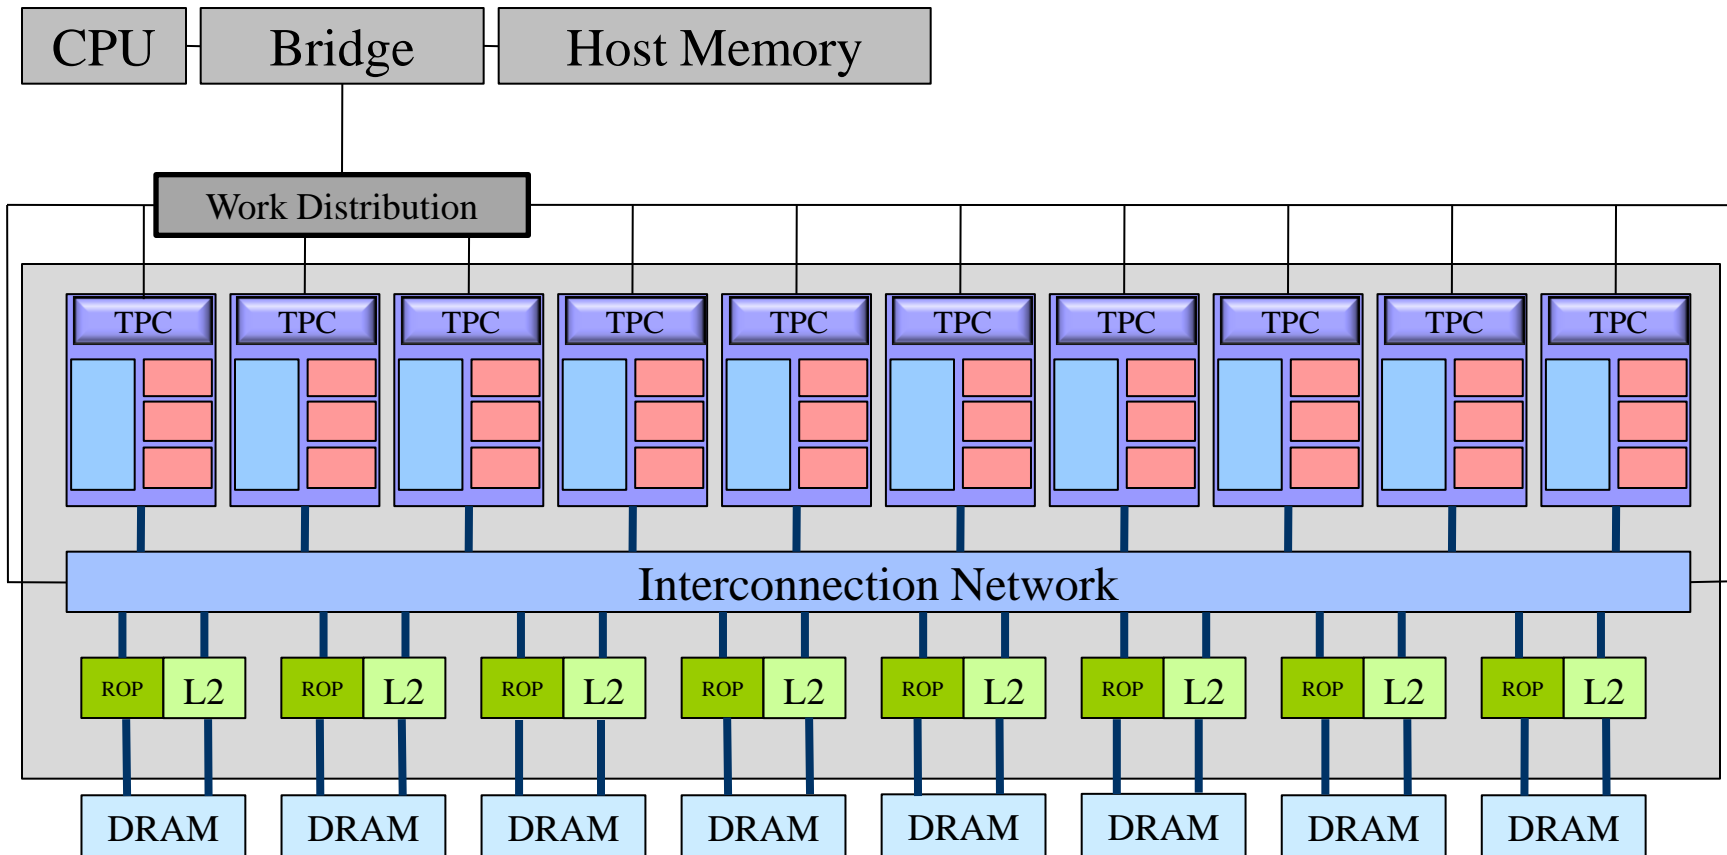 CPU Bridge Host Memory
Work Distribution
TPC TPC TPC TPC TPC TPC TPC TPC TPC TPC
Interconnection Network
ROP L2 ROP L2 ROP L2 ROP L2 ROP L2 ROP L2 ROP L2 ROP L2
DRAM DRAM DRAM DRAM DRAM DRAM DRAM DRAM